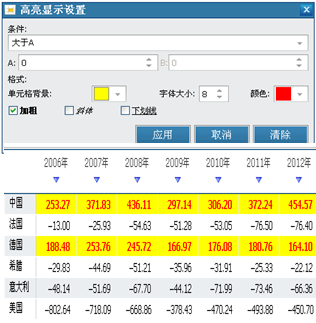 高亮显示设置
条件:
大于A
A: 0 B: 0
格式:
单元格背景: 字体大小: 8 颜色:
加粗 斜体 下划线
应用 取消 清除
2006年 2007年 2008年 2009年 2010年 2011年 2012年
中国 253.27 371.83 436.11 297.14 306.20 372.24 454.57
法国 -13.00 -25.93 -54.63 -51.28 -53.05 -76.50 -76.40
德国 188.48 253.76 245.72 166.97 176.08 180.76 164.10
希腊 -29.83 -44.69 -51.21 -35.96 -31.91 -25.33 -22.12
意大利 -48.14 -51.69 -67.70 -44.12 -71.99 -73.46 -66.36
美国 -802.64 -718.09 -668.86 -378.43 -470.24 -493.88 -450.70